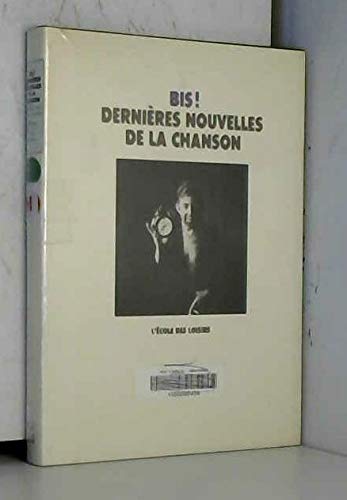 BIS!
DERNIÈRES NOUVELLES
DE LA CHANSON
L'ÉCOLE DES LOISIRS